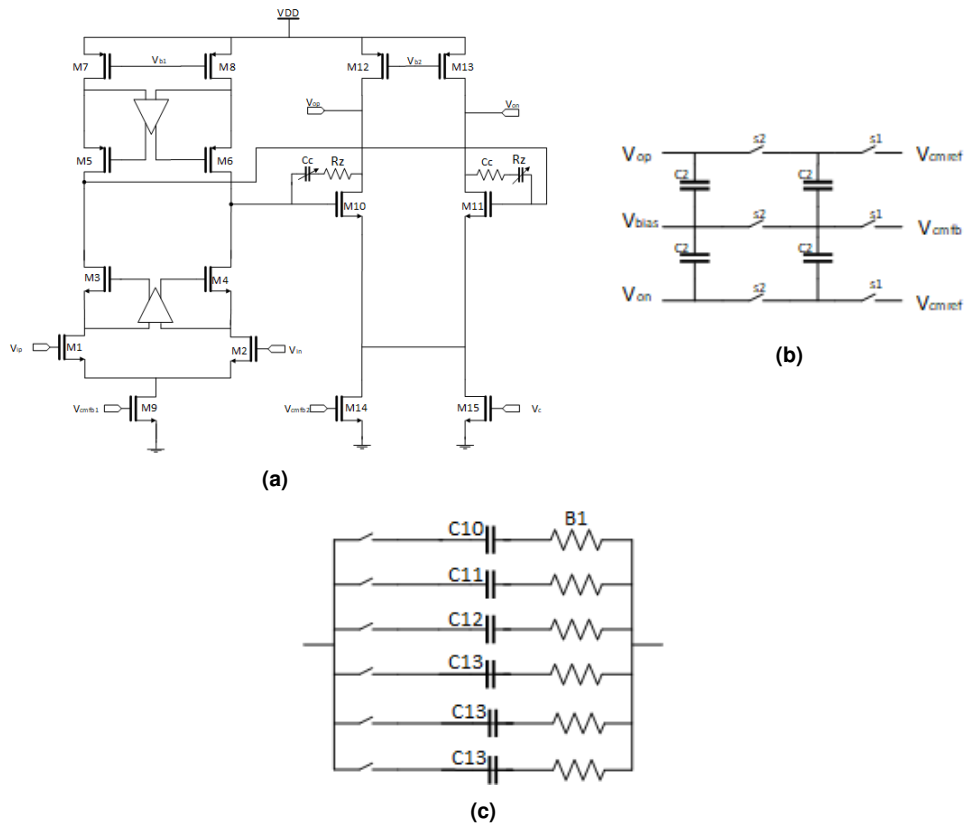 VDD
M7
Vb1
M8
M12
Vb2
M13
Vop
Von
M5
M6
Cc
Rz
Cc
Rz
M10
M11
M3
M4
Vip
M1
M2
Vin
Vcmfb1
M9
Vcmfb2
M14
M15
Vc
(a)
Vop
s2
s1
Vcmref
C2
C2
Vbias
s2
s1
Vcmfb
C2
C2
Von
s2
s1
Vcmref
(b)
C10
B1
C11
C12
C13
C13
C13
(c)